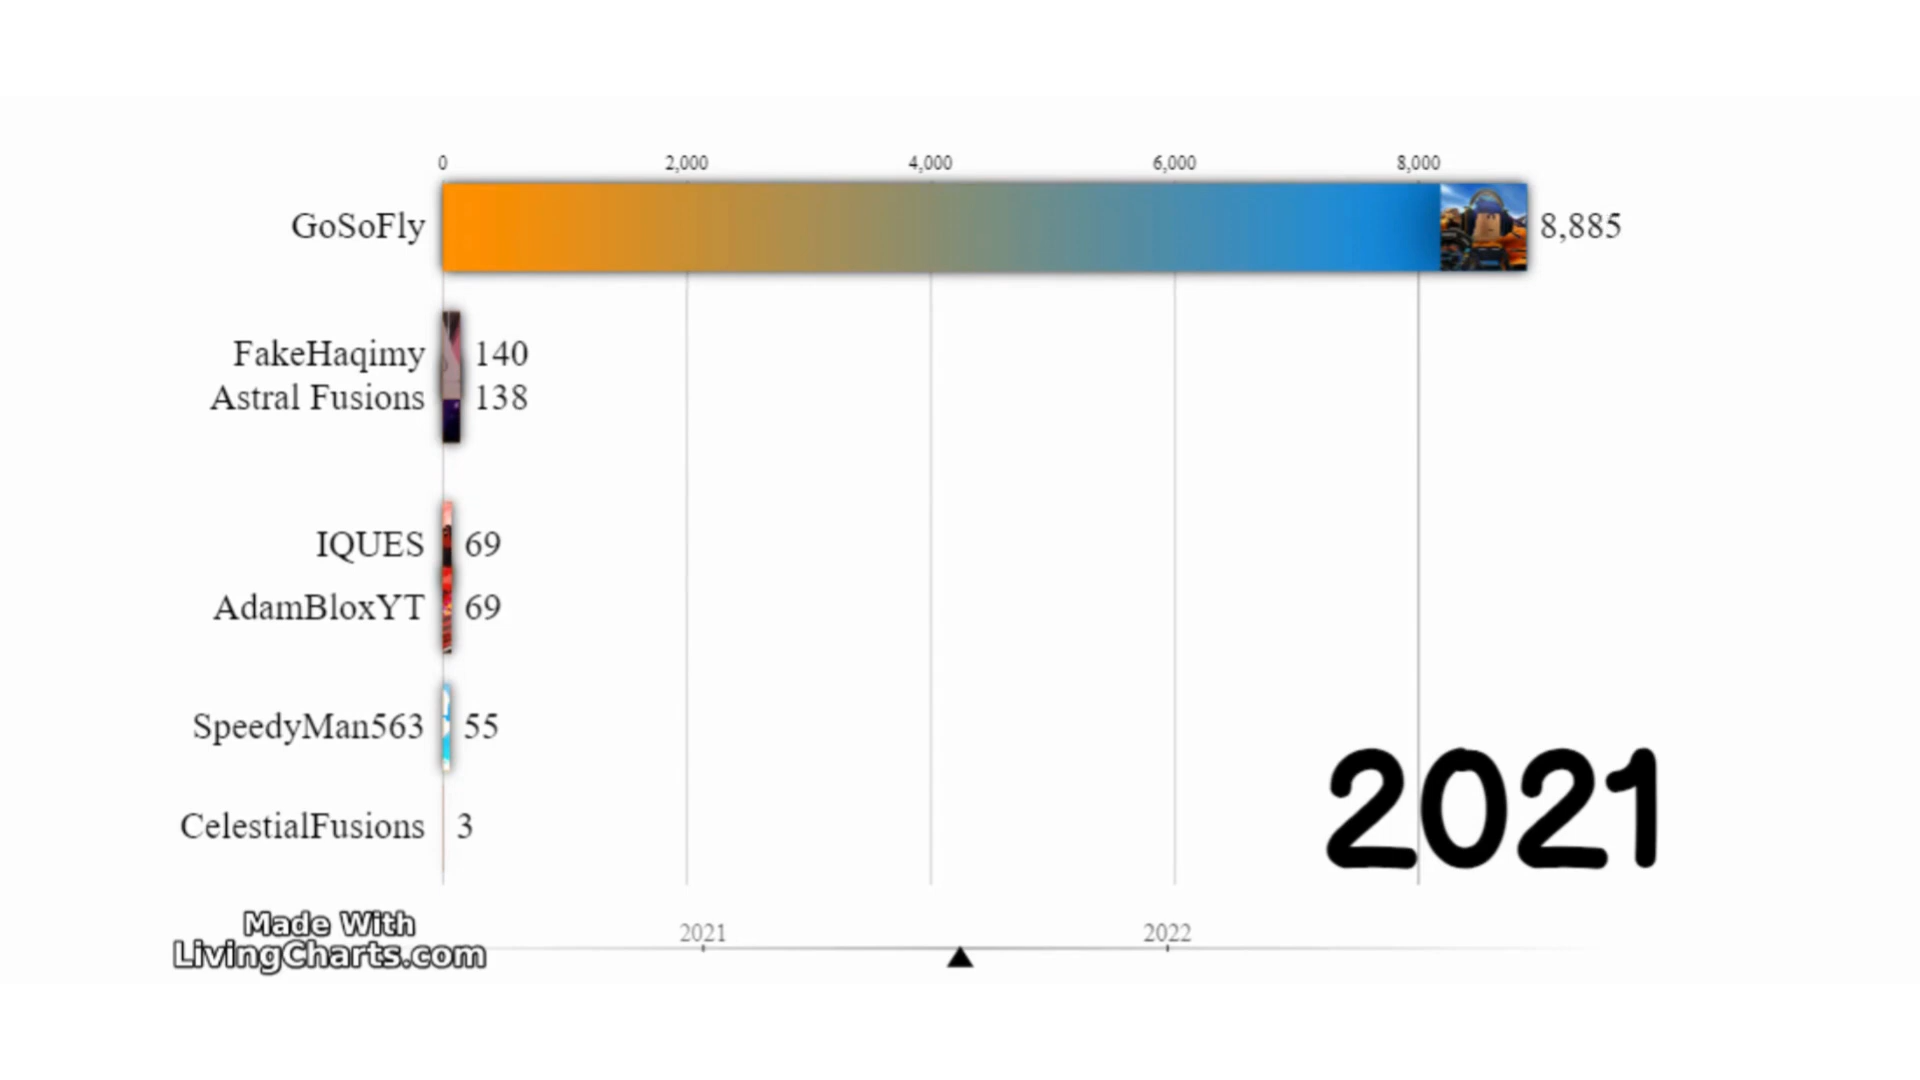 0 2,000 4,000 6,000 8,000
GoSoFly 8,885
FakeHaqimy 140
Astral Fusions 138
IQUES 69
AdamBloxYT 69
SpeedyMan563 55
CelestialFusions 3
2021
2021 2022
Made With
LivingCharts.com